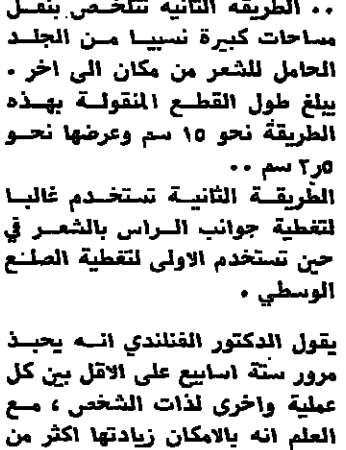 .. الطريقة الثانية تتلخص بنقل
مساحات كبيرة نسبيا من الجلد
الحامل للشعر من مكان الى اخر .
يبلغ طول القطع المنقولة بهذه
الطريقة نحو ١٥ سم وعرضها نحو
٢٫٥ سم ..
الطريقة الثانية تستخدم غالبا
لتغطية جوانب الراس بالشعر في
حين تستخدم الاولى لتغطية الصلع
الوسطي .
يقول الدكتور الفنلندي انه يحبذ
مرور ستة اسابيع على الاقل بين كل
عملية واخرى لذات الشخص ، مع
العلم انه بالامكان زيادتها اكثر من